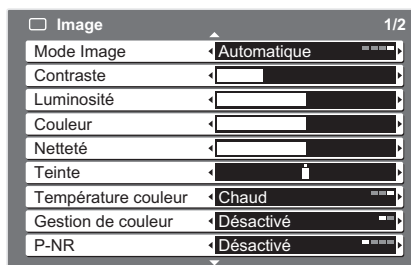 Image 1/2
Mode Image Automatique
Contraste
Luminosité
Couleur
Netteté
Teinte
Température couleur Chaud
Gestion de couleur Désactivé
P-NR Désactivé